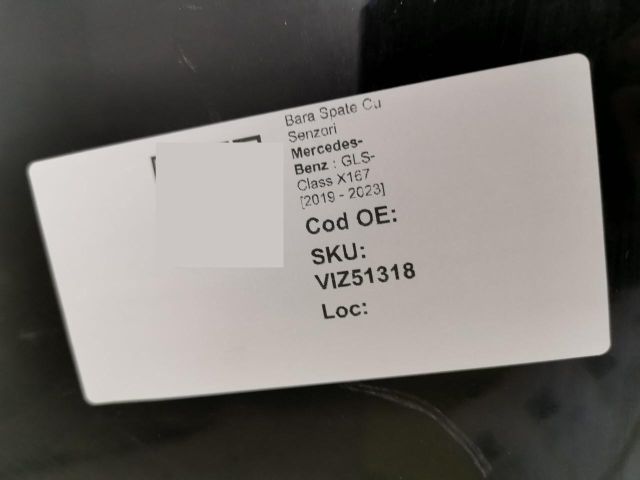 Bara Spate Cu
Senzori
Mercedes-
Benz : GLS-
Class X167
[2019 - 2023]
Cod OE:
SKU:
VIZ51318
Loc: